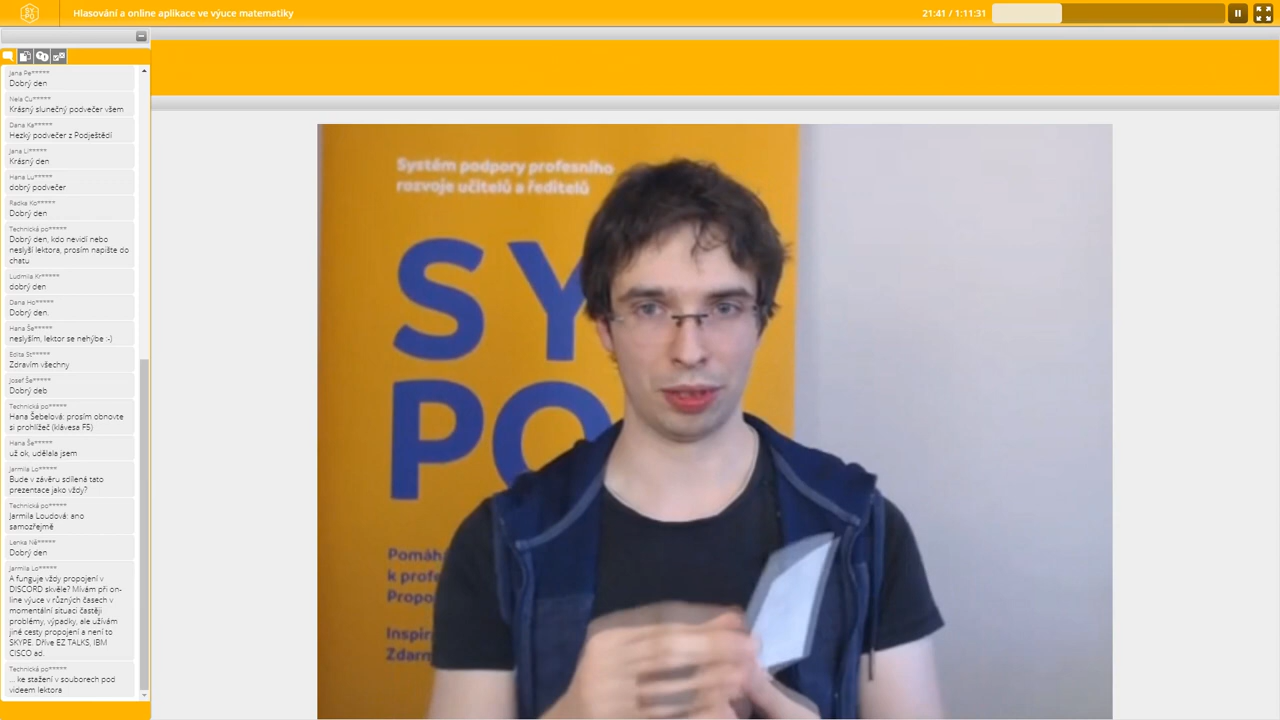 SY
PO
Hlasování a online aplikace ve výuce matematiky
21:41 / 1:11:31
Jana Pe*****
Dobrý den
Nela Cu*****
Krásný slunečný podvečer všem
Dana Ka*****
Hezký podvečer z Podještědí
Jana Li*****
Krásný den
Hana Lu*****
dobrý podvečer
Radka Ko*****
Dobrý den
Technická po*****
Dobrý den, kdo nevidí nebo
neslyší lektora, prosím napište do
chatu
Ludmila Kr*****
dobrý den
Dana Ho*****
Dobrý den.
Hana Še*****
neslyším, lektor se nehýbe :-)
Edita St*****
Zdravím všechny
Josef Še*****
Dobrý deb
Technická po*****
Hana Šebelová: prosím obnovte
si prohlížeč (klávesa F5)
Hana Še*****
už ok, udělala jsem
Jarmila Lo*****
Bude v závěru sdílená tato
prezentace jako vždy?
Technická po*****
Jarmila Loudová: ano
samozřejmě
Lenka Ně*****
Dobrý den
Jarmila Lo*****
A funguje vždy propojení v
DISCORD skvěle? Mívám při on-
line výuce v různých časech v
momentální situaci častěji
problémy, výpadky, ale užívám
jiné cesty propojení a není to
SKYPE. Dříve EZ TALKS, IBM
CISCO ad.
Technická po*****
... ke stažení v souborech pod
videem lektora
Systém podpory profesního
rozvoje učitelů a ředitelů
SY
PO
Pomáh
k profe
Propo
Inspir
Zdarm